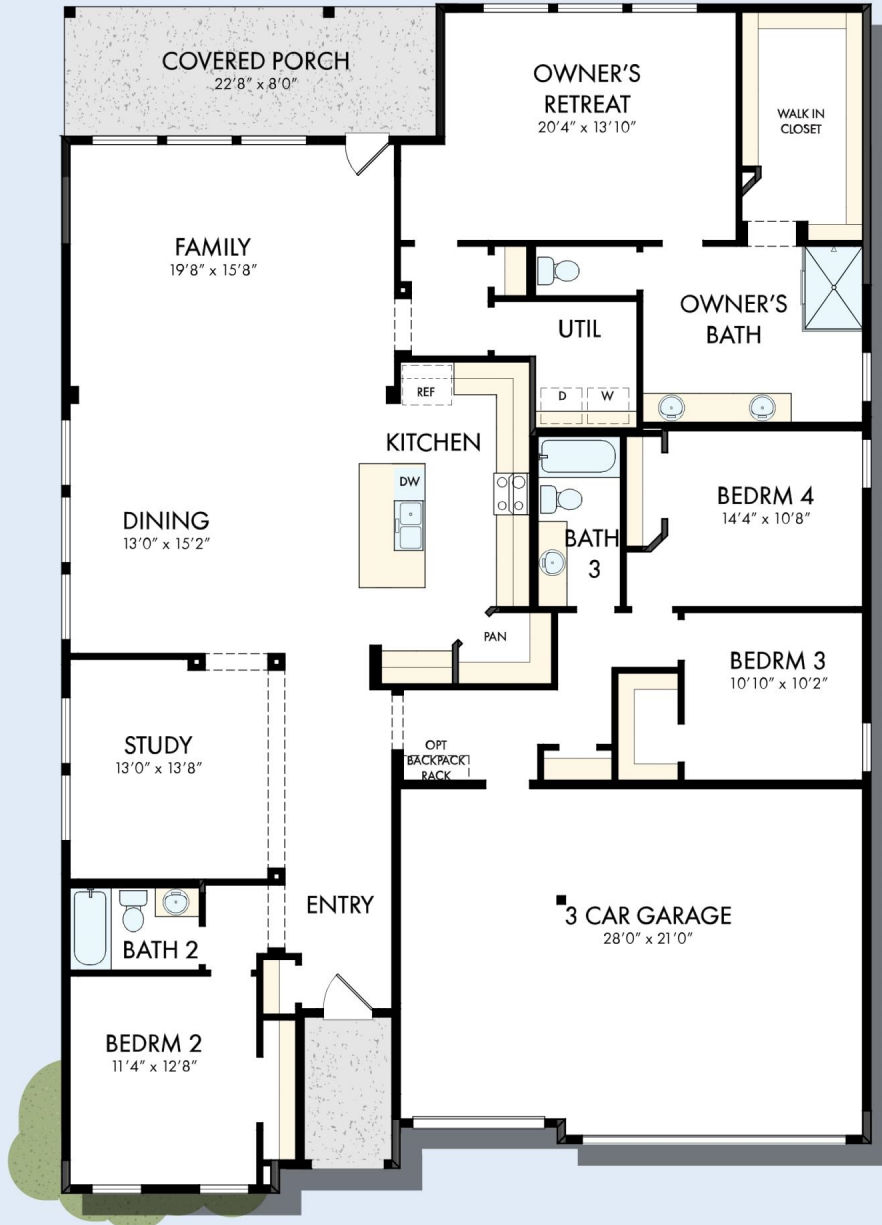 COVERED PORCH
22'8" x 8'0"
OWNER'S
RETREAT
20'4" x 13'10"
WALK IN
CLOSET
FAMILY
19'8" x 15'8"
OWNER'S
BATH
UTIL
D
W
REF
KITCHEN
DW
DINING
13'0" x 15'2"
BATH
3
BEDRM 4
14'4" x 10'8"
PAN
BEDRM 3
10'10" x 10'2"
STUDY
13'0" x 13'8"
OPT
BACKPACK
RACK
ENTRY
3 CAR GARAGE
28'0" x 21'0"
BATH 2
BEDRM 2
11'4" x 12'8"